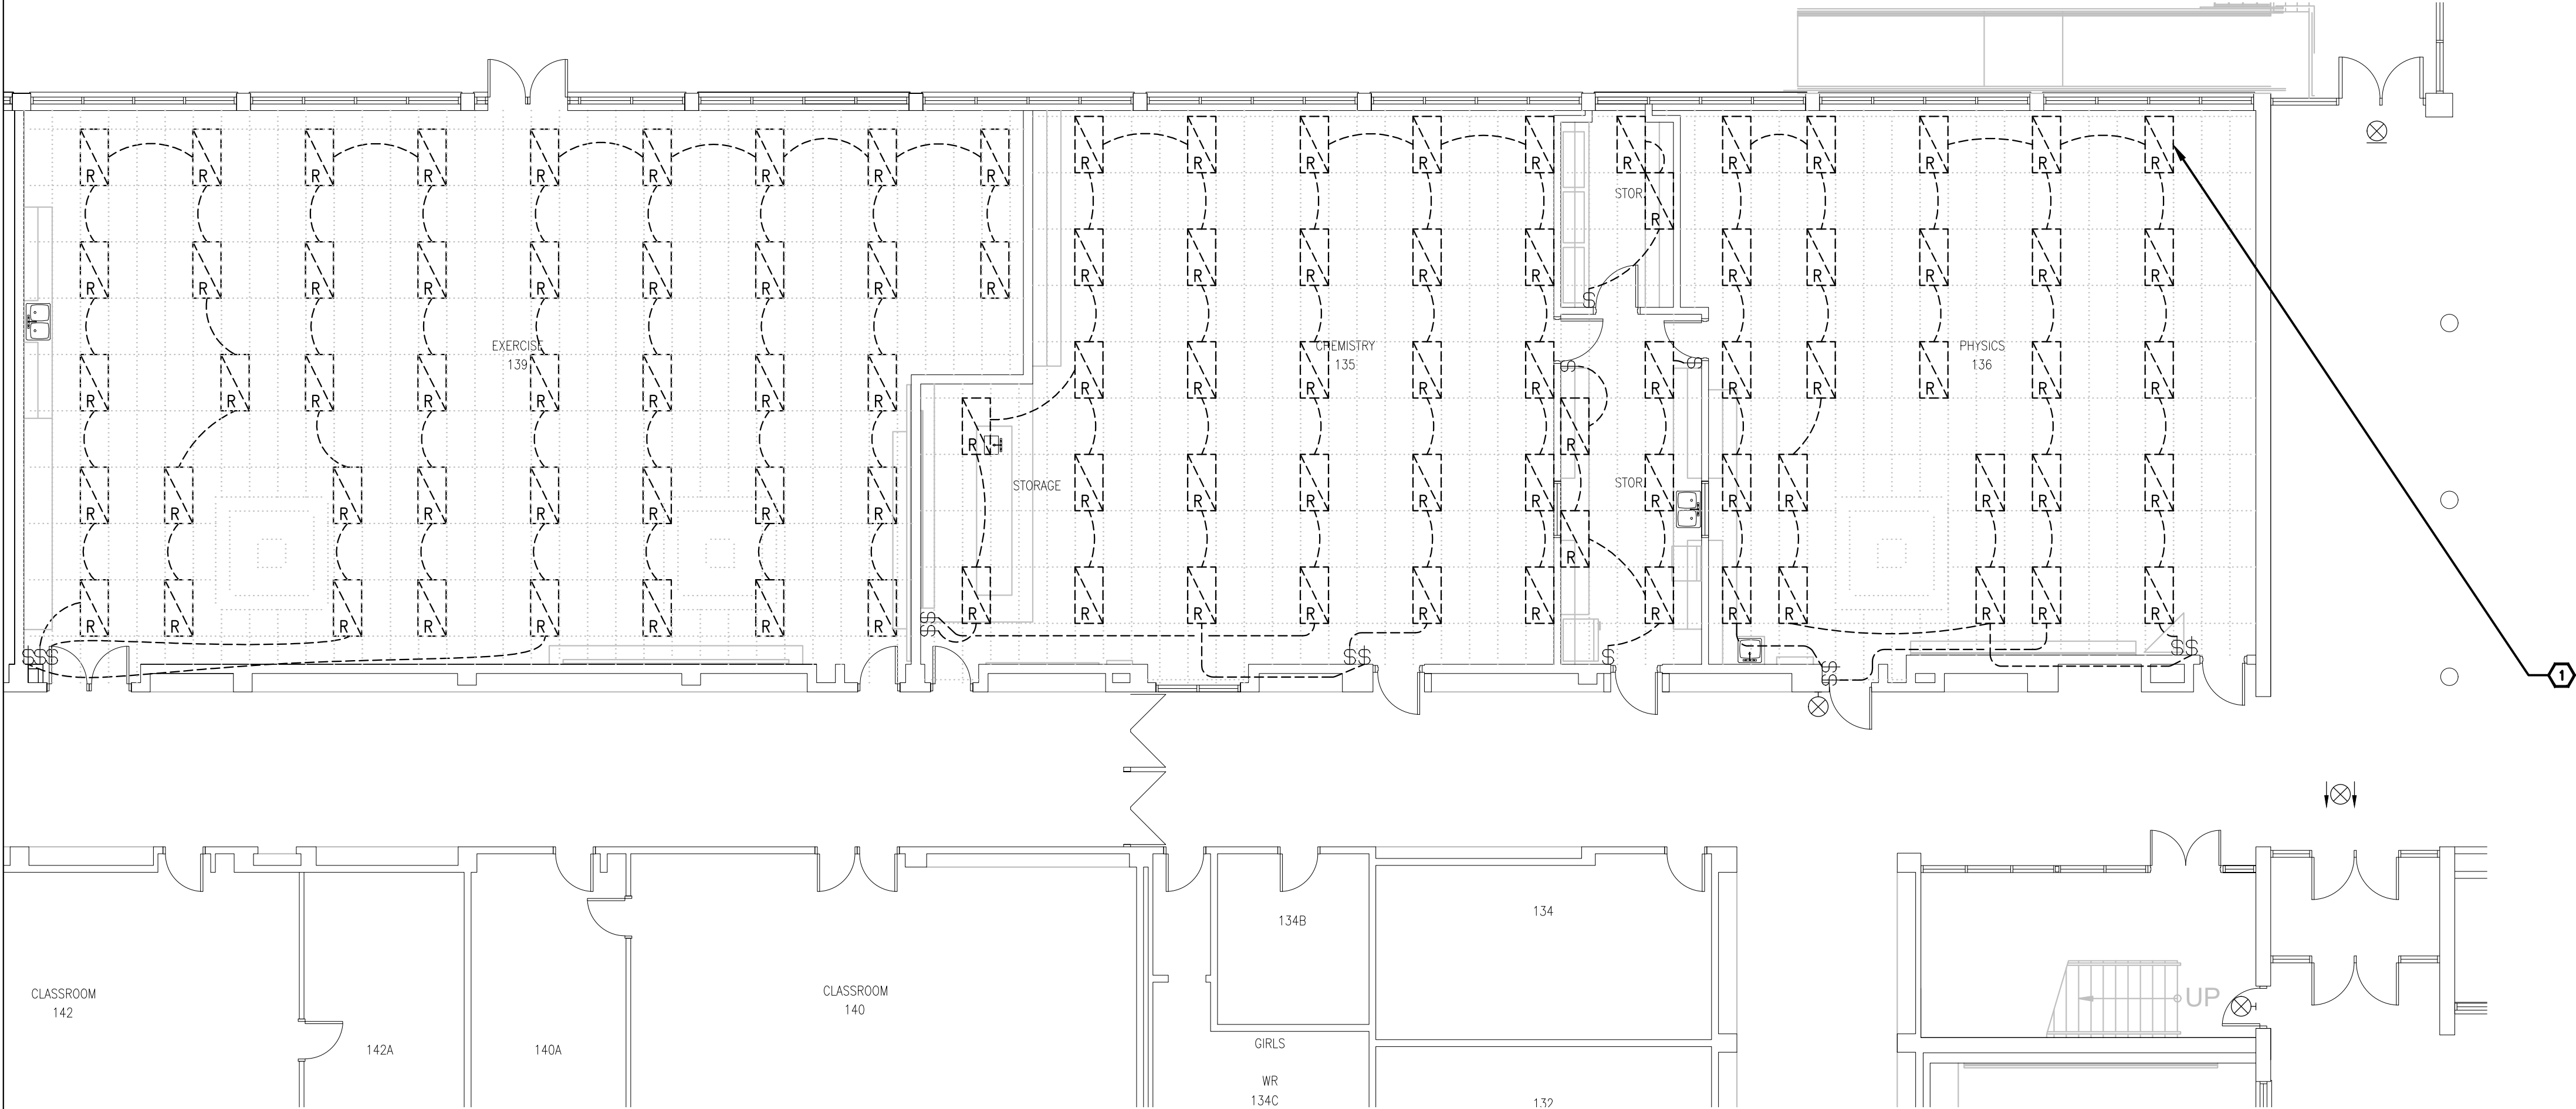 R R R R R R R R R R R R R R R R R R R R
STOR
R
R R R R R R R R R R R R R R R R R R R
$
EXERCISE
139
CHEMISTRY
135
PHYSICS
136
$ $
R R R R R R R R R R R R R R R R R R R
R R
STORAGE
STOR
R R R R R R R R R R R R R R R R R R R
R
R R R R R R R R R R R R R R R R R R R R
$$$ $$ $$ $ $$ $$
1
134B
134
CLASSROOM
142
CLASSROOM
140
UP
142A
140A
GIRLS
WR
134C
132